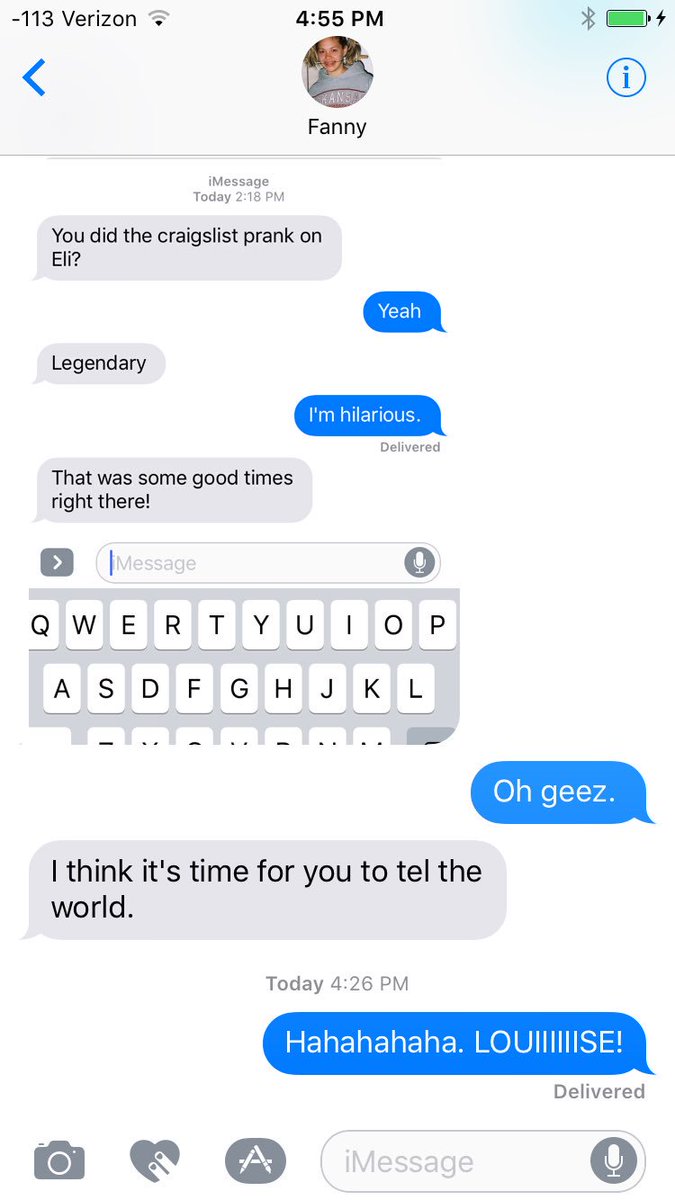 -113 Verizon 4:55 PM
KANSA
Fanny
iMessage
Today 2:18 PM
You did the craigslist prank on
Eli?
Yeah
Legendary
I'm hilarious.
Delivered
That was some good times
right there!
iMessage
Q W E R T Y U I O P
A S D F G H J K L
Z X C V B N M
Oh geez.
I think it's time for you to tel the
world.
Today 4:26 PM
Hahahahaha. LOUIIIIIISE!
Delivered
iMessage